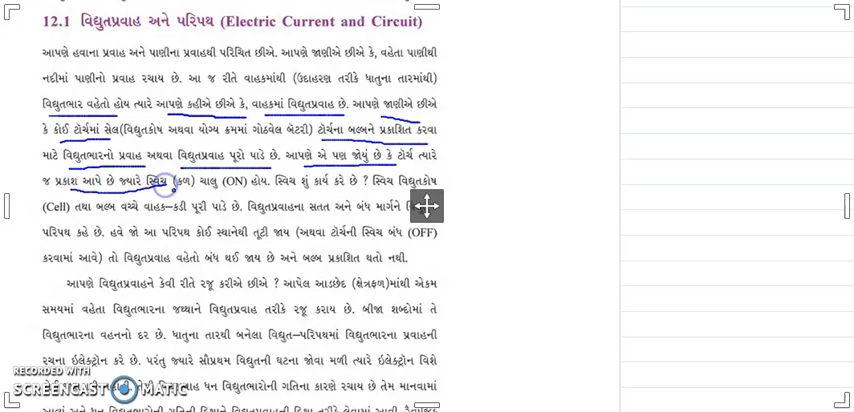 12.1 વિદ્યુતપ્રવાહ અને પરિપથ (Electric Current and Circuit)
આપણે હવાના પ્રવાહ અને પાણીના પ્રવાહથી પરિચિત છીએ. આપણે જાણીએ છીએ કે, વહેતા પાણીથી
નદીમાં પાણીનો પ્રવાહ રચાય છે. આ જ રીતે વાહકમાંથી (ઉદાહરણ તરીકે ધાતુના તારમાંથી)
વિદ્યુતભાર વહેતો હોય ત્યારે આપણે કહીએ છીએ કે, વાહકમાં વિદ્યુતપ્રવાહ છે. આપણે જાણીએ છીએ
કે કોઈ ટૉર્ચમાં સેલ(વિદ્યુતકોષ અથવા યોગ્ય ક્રમમાં ગોઠવેલ બૅટરી) ટૉર્ચના બલ્બને પ્રકાશિત કરવા
માટે વિદ્યુતભારનો પ્રવાહ અથવા વિદ્યુતપ્રવાહ પૂરો પાડે છે. આપણે એ પણ જોયું છે કે ટૉર્ચ ત્યારે
જ પ્રકાશ આપે છે જ્યારે સ્વિચ (કળ) ચાલુ (ON) હોય. સ્વિચ શું કાર્ય કરે છે ? સ્વિચ વિદ્યુતકોષ
(Cell) તથા બલ્બ વચ્ચે વાહક–કડી પૂરી પાડે છે. વિદ્યુતપ્રવાહના સતત અને બંધ માર્ગને
પરિપથ કહે છે. હવે જો આ પરિપથ કોઈ સ્થાનેથી તૂટી જાય (અથવા ટૉર્ચની સ્વિચ બંધ (OFF)
કરવામાં આવે) તો વિદ્યુતપ્રવાહ વહેતો બંધ થઈ જાય છે અને બલ્બ પ્રકાશિત થતો નથી.
આપણે વિદ્યુતપ્રવાહને કેવી રીતે રજૂ કરીએ છીએ ? આપેલ આડછેદ (ક્ષેત્રફળ)માંથી એકમ
સમયમાં વહેતા વિદ્યુતભારના જથ્થાને વિદ્યુતપ્રવાહ તરીકે રજૂ કરાય છે. બીજા શબ્દોમાં તે
વિદ્યુતભારના વહનનો દર છે. ધાતુના તારથી બનેલા વિદ્યુત–પરિપથમાં વિદ્યુતભારના પ્રવાહની
રચના ઇલેક્ટ્રૉન કરે છે. પરંતુ જ્યારે સૌપ્રથમ વિદ્યુતની ઘટના જોવા મળી ત્યારે ઇલેક્ટ્રૉન વિશે
RECORDED WITH
SCREENCAST MATIC
ધન વિદ્યુતભારોની ગતિના કારણે રચાય છે તેમ માનવામાં